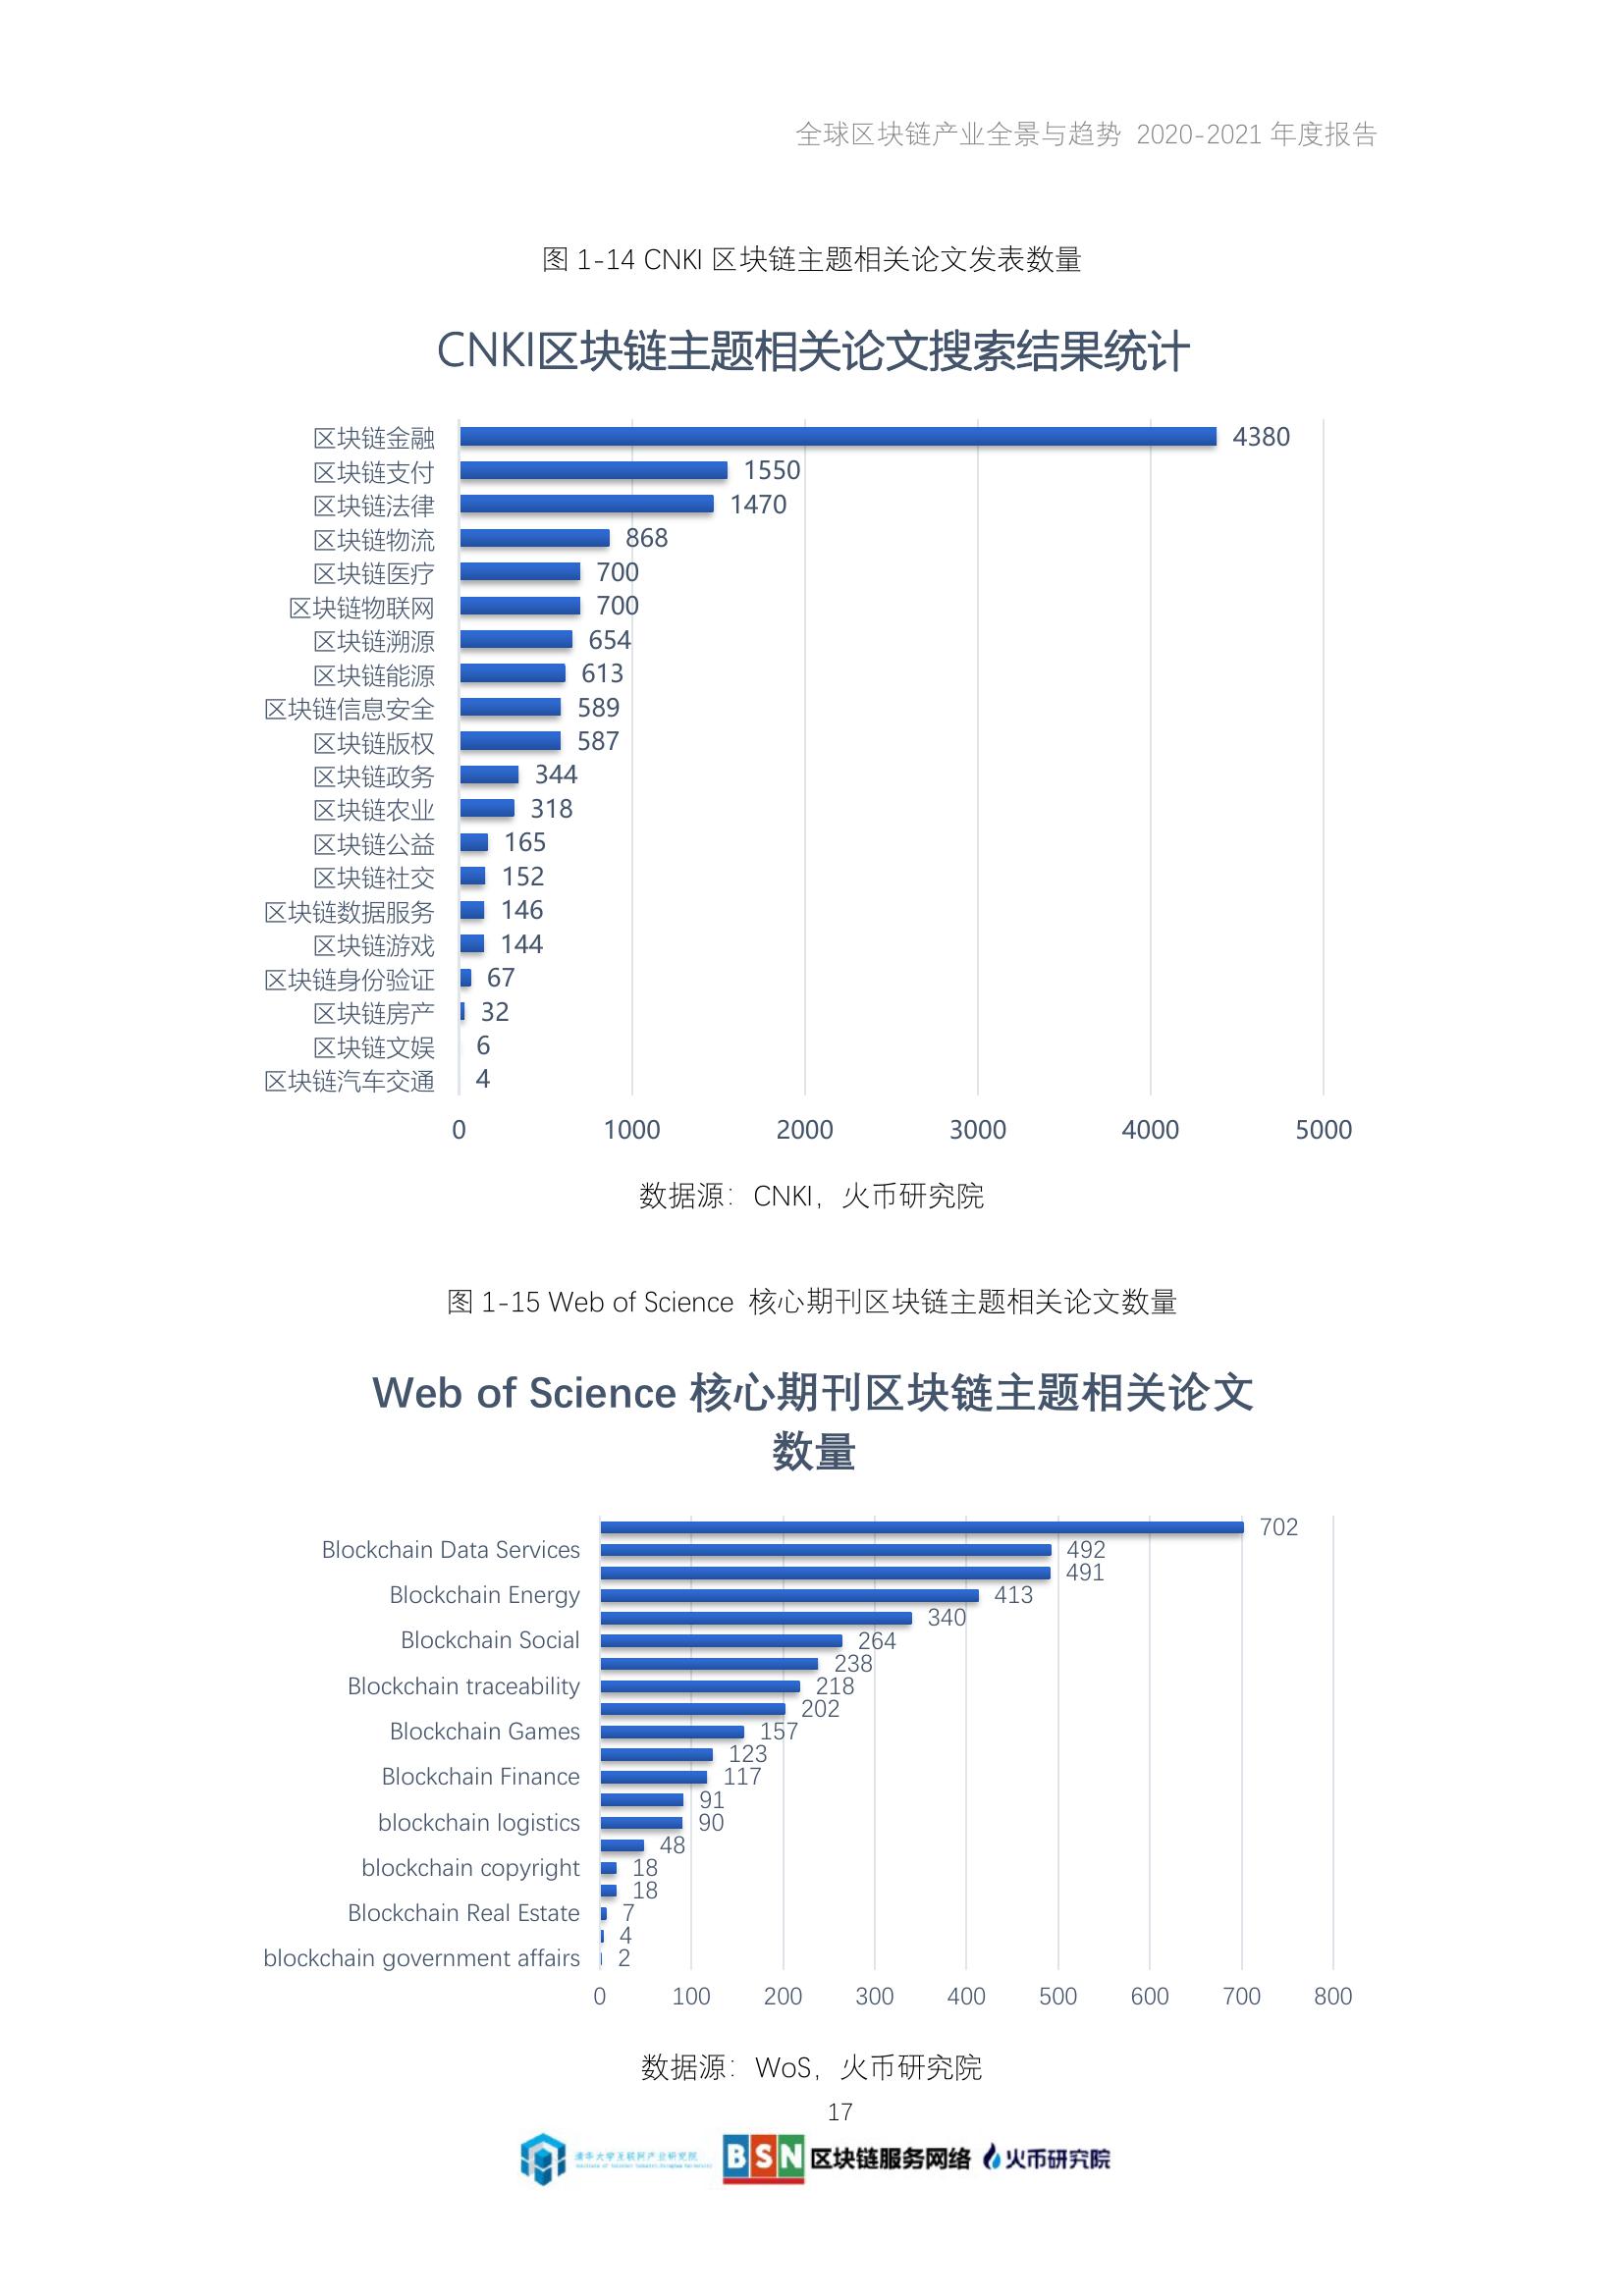 全球区块链产业全景与趋势 2020-2021 年度报告
图 1-14 CNKI 区块链主题相关论文发表数量
CNKI区块链主题相关论文搜索结果统计
区块链金融 4380
区块链支付 1550
区块链法律 1470
区块链物流 868
区块链医疗 700
区块链物联网 700
区块链溯源 654
区块链能源 613
区块链信息安全 589
区块链版权 587
区块链政务 344
区块链农业 318
区块链公益 165
区块链社交 152
区块链数据服务 146
区块链游戏 144
区块链身份验证 67
区块链房产 32
区块链文娱 6
区块链汽车交通 4
0 1000 2000 3000 4000 5000
数据源：CNKI，火币研究院
图 1-15 Web of Science 核心期刊区块链主题相关论文数量
Web of Science 核心期刊区块链主题相关论文
数量
702
Blockchain Data Services 492
491
Blockchain Energy 413
340
Blockchain Social 264
238
Blockchain traceability 218
202
Blockchain Games 157
123
Blockchain Finance 117
91
blockchain logistics 90
48
blockchain copyright 18
18
Blockchain Real Estate 7
4
blockchain government affairs 2
0 100 200 300 400 500 600 700 800
数据源：WoS，火币研究院
17
清华大学互联网产业研究院
BSN 区块链服务网络 火币研究院